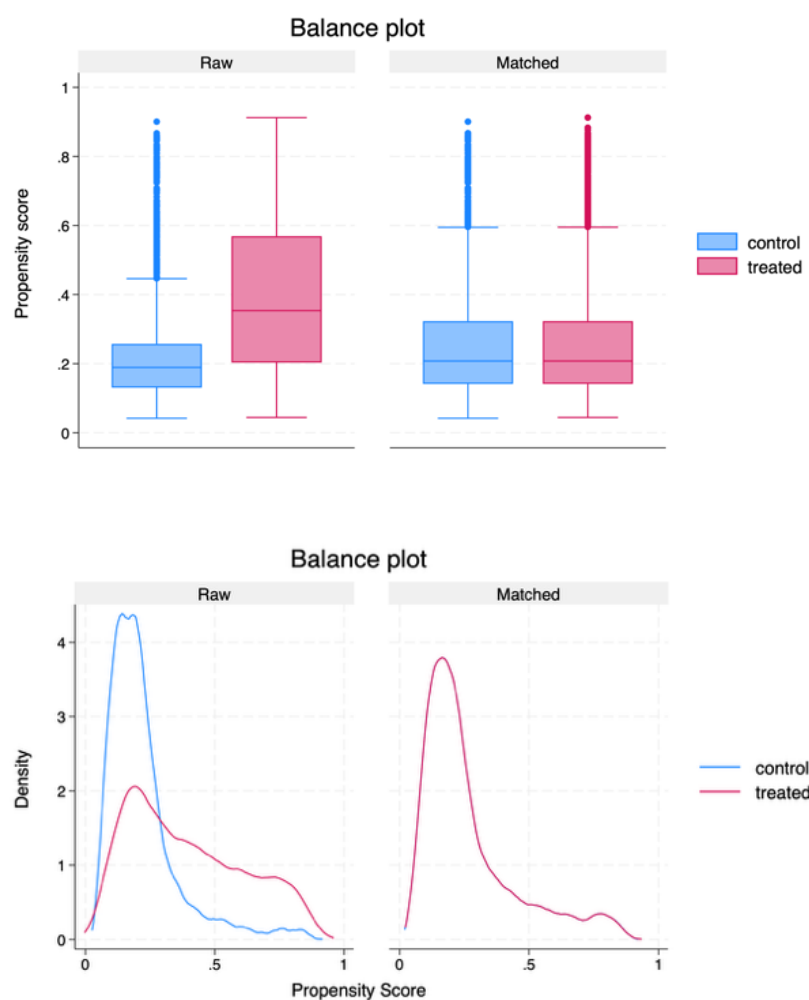 Balance plot
Raw
Matched
Propensity score
1
.8
.6
.4
.2
0
control
treated
Balance plot
Raw
Matched
Density
4
3
2
1
0
0
.5
1
0
.5
1
Propensity Score
control
treated